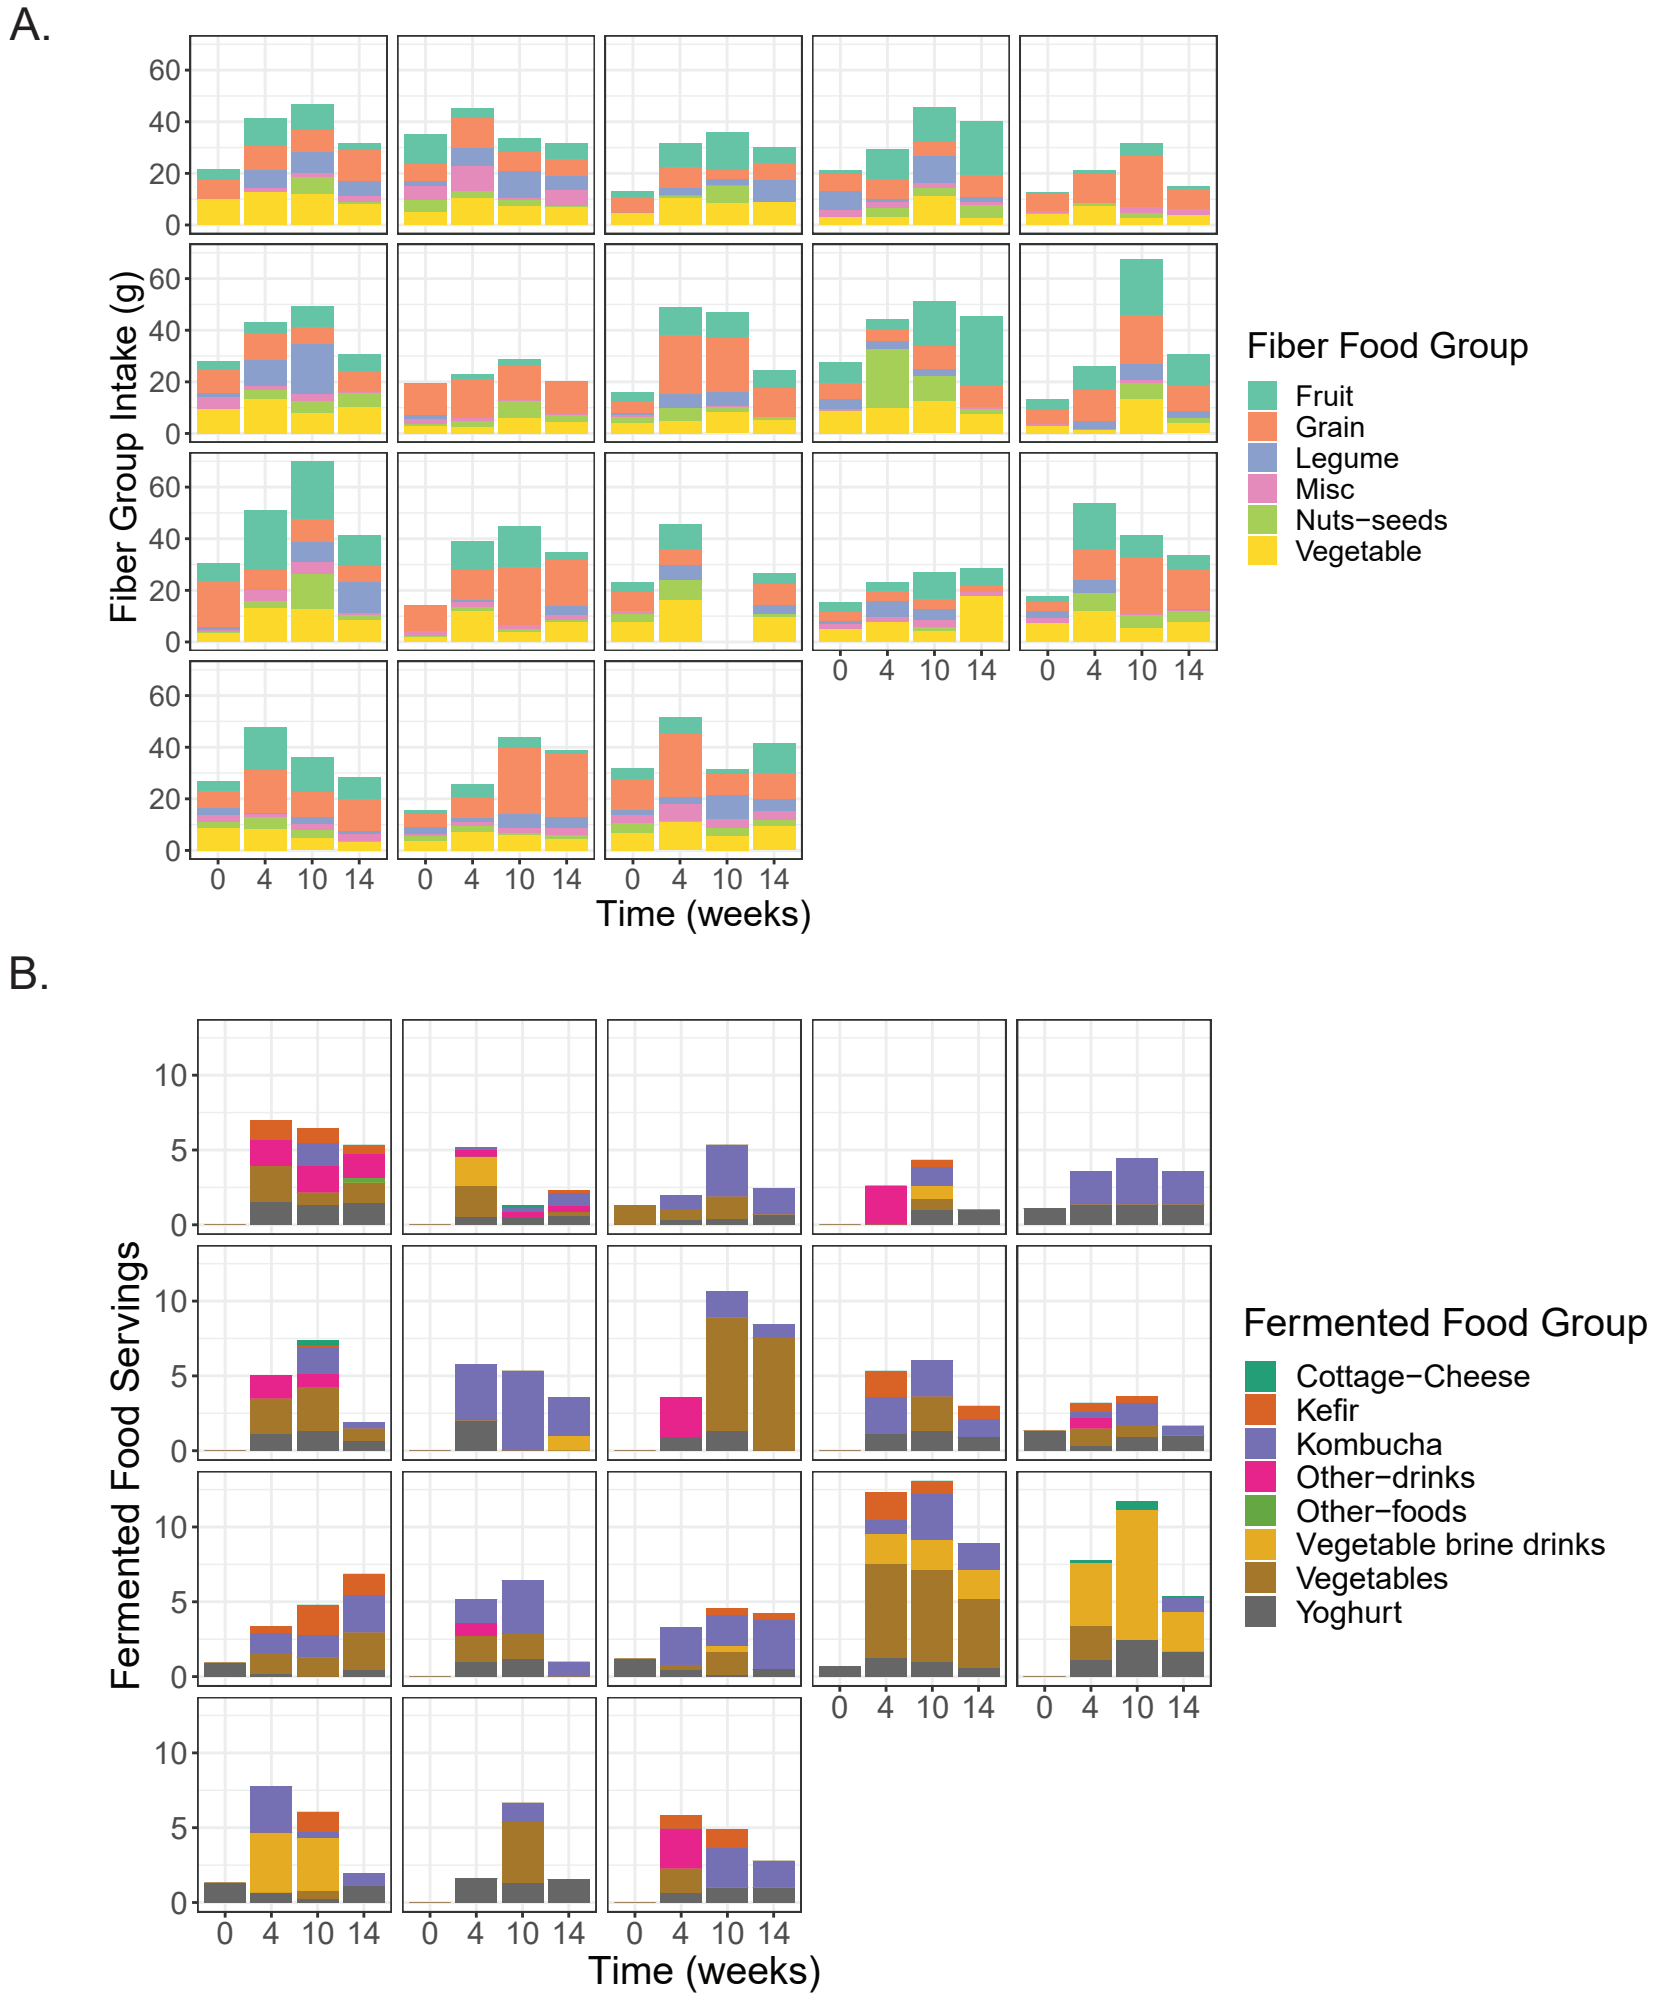 A.
60
40
20
0
60
40
20
0
60
40
20
0
0 4 10 14 0 4 10 14
60
40
20
0
0 4 10 14 0 4 10 14 0 4 10 14
Fiber Group Intake (g)
Time (weeks)
Fiber Food Group
Fruit
Grain
Legume
Misc
Nuts−seeds
Vegetable
B.
10
5
0
10
5
0
10
5
0
0 4 10 14 0 4 10 14
10
5
0
0 4 10 14 0 4 10 14 0 4 10 14
Fermented Food Servings
Time (weeks)
Fermented Food Group
Cottage−Cheese
Kefir
Kombucha
Other−drinks
Other−foods
Vegetable brine drinks
Vegetables
Yoghurt